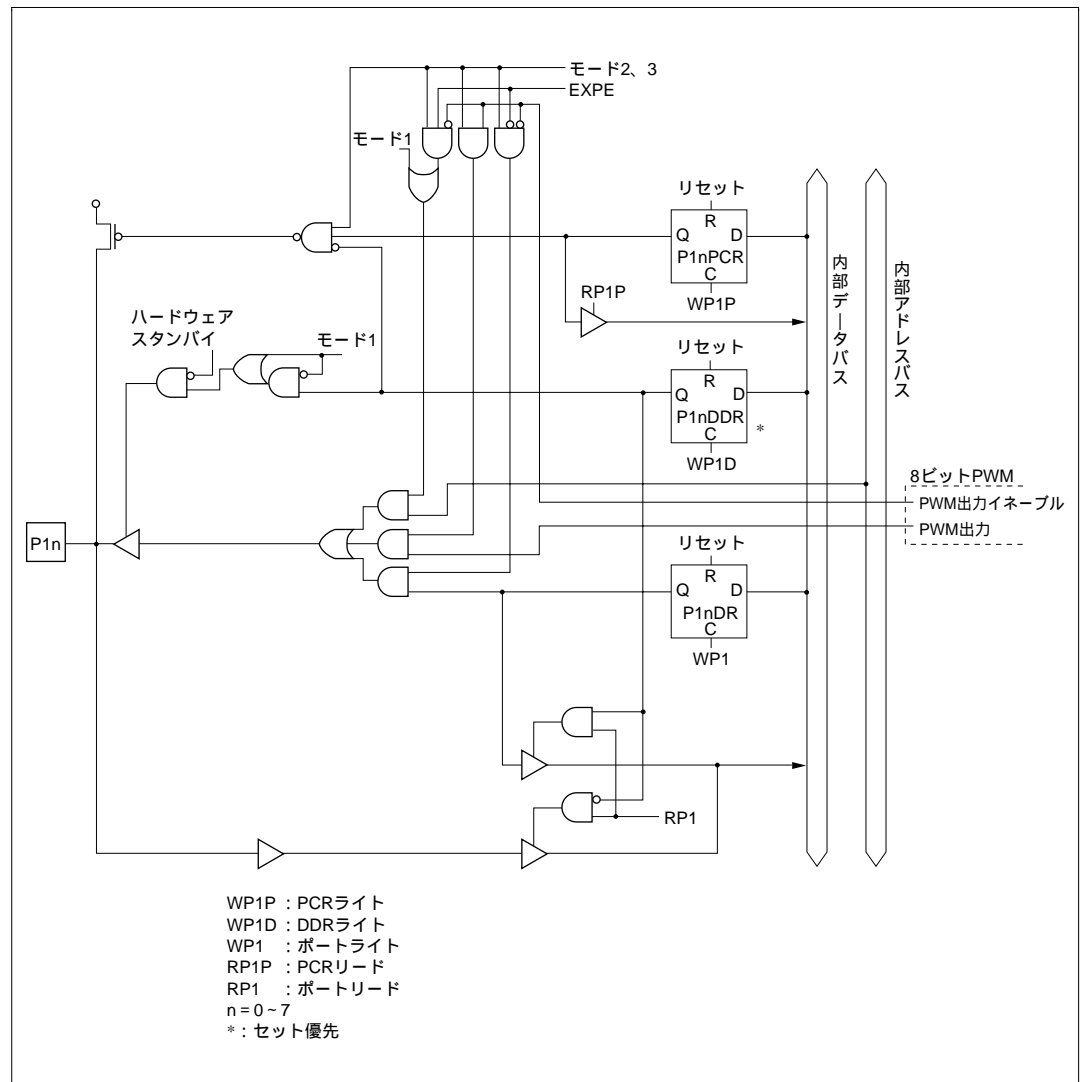 モード2、3
EXPE
モード1
リセット
R
Q D
P1nPCR
C
WP1P
RP1P
内部データバス
内部アドレスバス
ハードウェア
スタンバイ
モード1
リセット
R
Q D
P1nDDR
C
*
WP1D
8ビットPWM
PWM出力イネーブル
PWM出力
P1n
リセット
R
Q D
P1nDR
C
WP1
RP1
WP1P :PCRライト
WP1D :DDRライト
WP1 :ポートライト
RP1P :PCRリード
RP1 :ポートリード
n = 0~7
*:セット優先